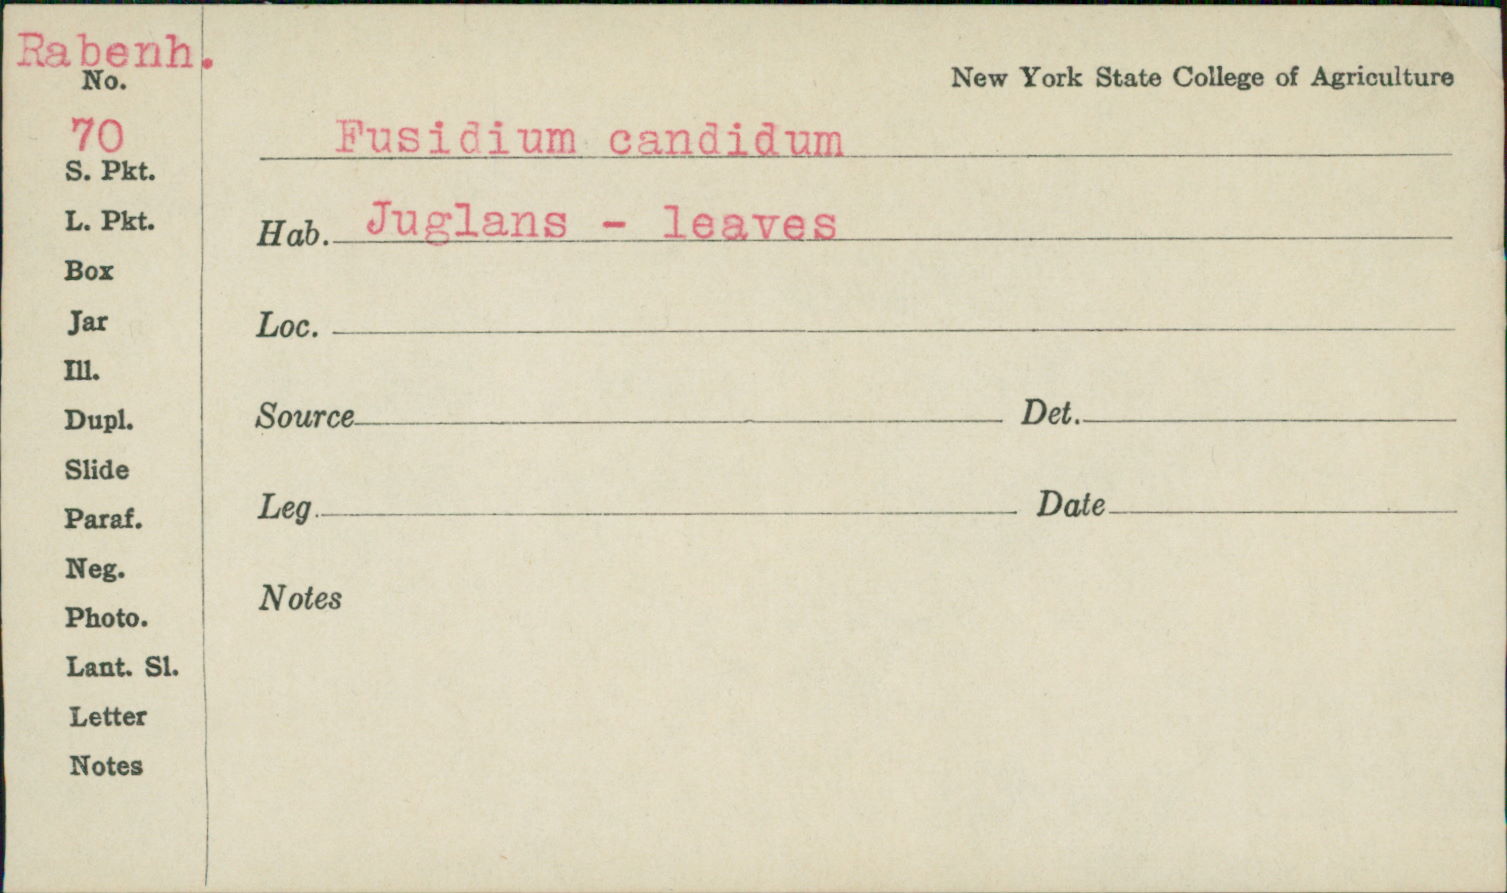 Rabenh.
No.
70
S. Pkt.
L. Pkt.
Box
Jar
Ill.
Dupl.
Slide
Paraf.
Neg.
Photo.
Lant. Sl.
Letter
Notes
New York State College of Agriculture
Fusidium candidum
Hab. Juglans - leaves
Loc.
Source Det.
Leg. Date
Notes